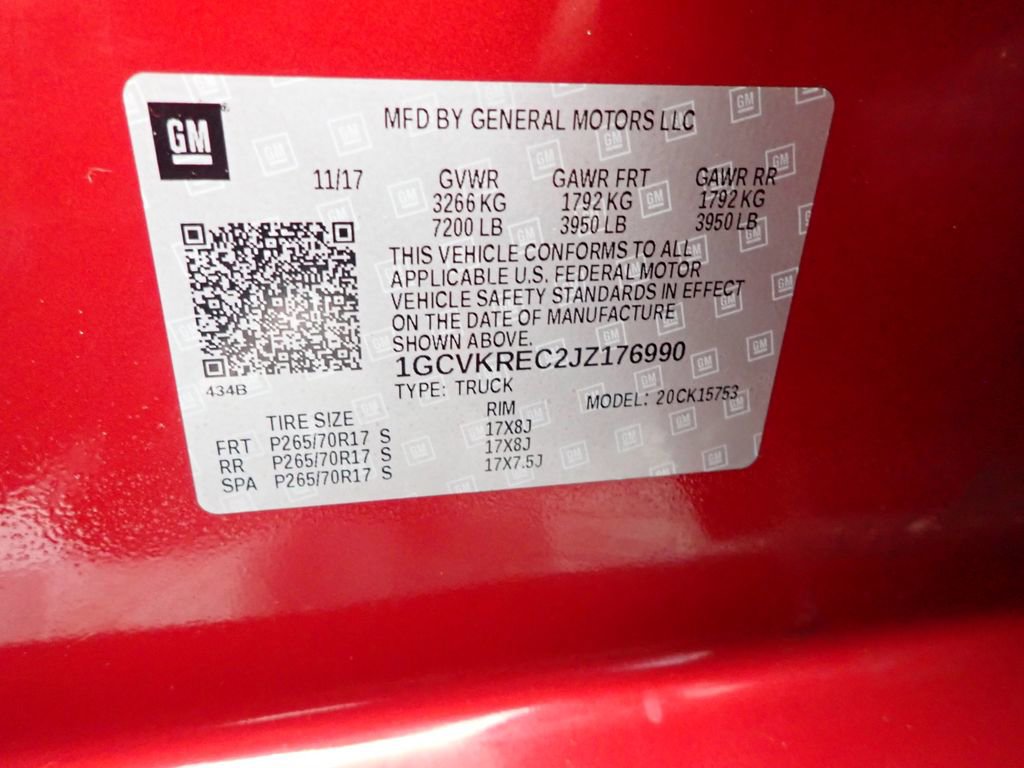 GM
MFD BY GENERAL MOTORS LLC
11/17 GVWR GAWR FRT GAWR RR
3266 KG 1792 KG 1792 KG
7200 LB 3950 LB 3950 LB
THIS VEHICLE CONFORMS TO ALL
APPLICABLE U.S. FEDERAL MOTOR
VEHICLE SAFETY STANDARDS IN EFFECT
ON THE DATE OF MANUFACTURE
SHOWN ABOVE.
1GCVKREC2JZ176990
434B TYPE: TRUCK MODEL: 20CK15753
TIRE SIZE RIM
FRT P265/70R17 S 17X8J
RR P265/70R17 S 17X8J
SPA P265/70R17 S 17X7.5J